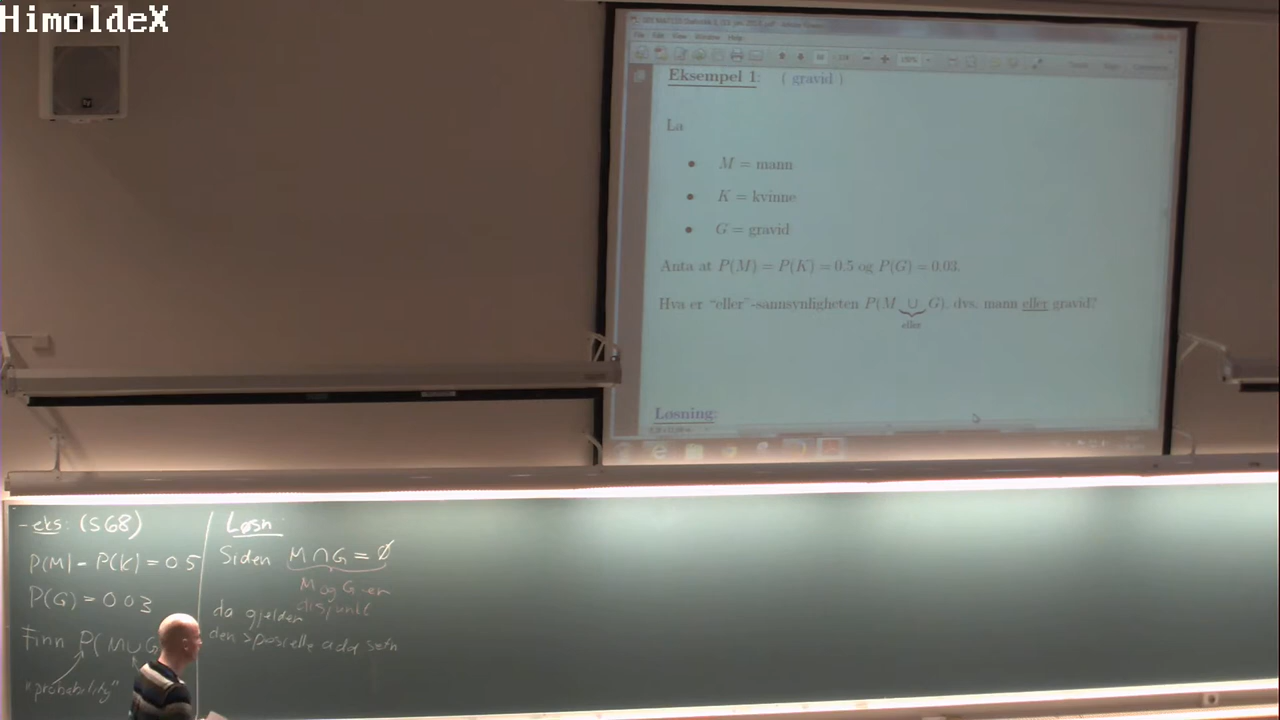 HimoldeX
Eksempel 1: ( gravid )
La
• M = mann
• K = kvinne
• G = gravid
Anta at P(M) = P(K) = 0.5 og P(G) = 0.03.
Hva er "eller"-sannsynligheten P(M ∪ G), dvs. mann eller gravid?
eller
Løsning:
- eks: (s 68)
P(M) = P(K) = 0.5
P(G) = 0.03
Finn P(M∪G
"probability"
Løsn:
Siden M∩G = ∅
M og G er
disjunkt
da gjelder
den spesielle add. setn